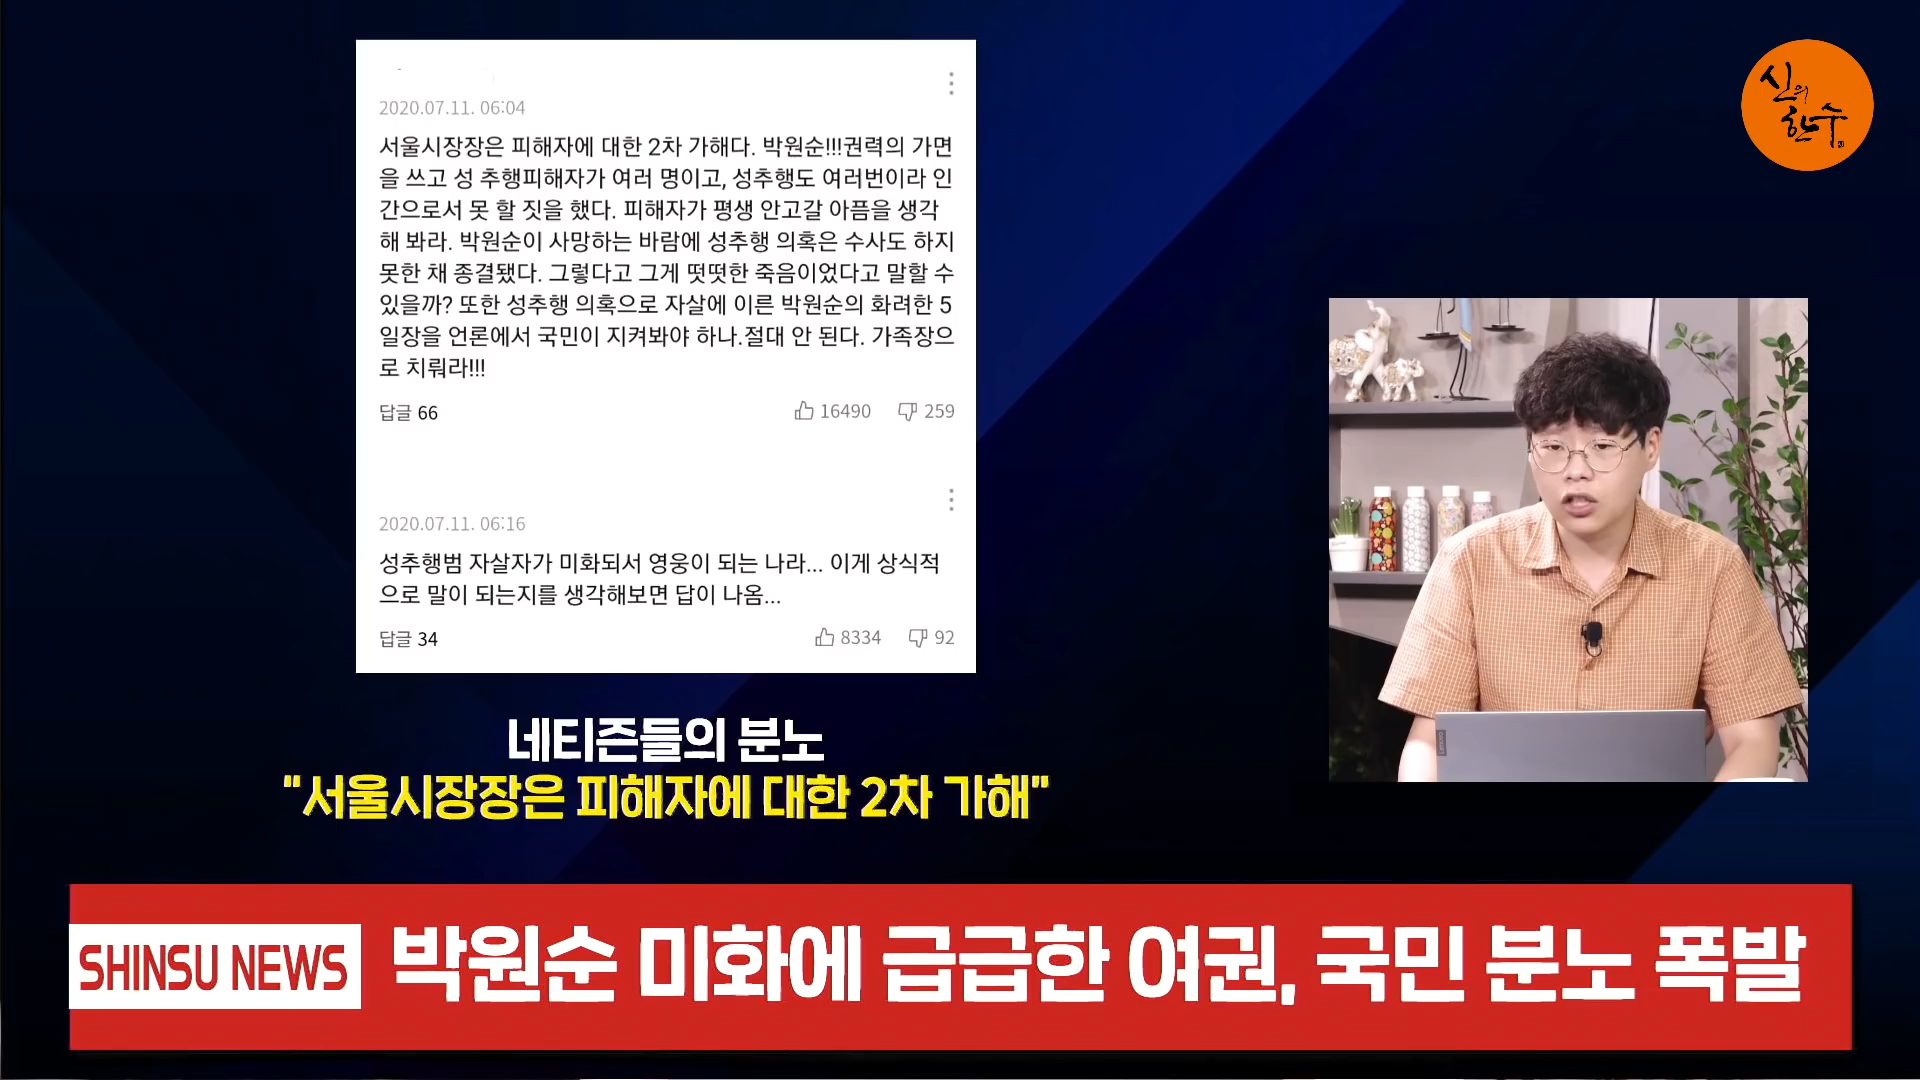 2020.07.11. 06:04
서울시장장은 피해자에 대한 2차 가해다. 박원순!!!권력의 가면
을 쓰고 성 추행피해자가 여러 명이고, 성추행도 여러번이라 인
간으로서 못 할 짓을 했다. 피해자가 평생 안고갈 아픔을 생각
해 봐라. 박원순이 사망하는 바람에 성추행 의혹은 수사도 하지
못한 채 종결됐다. 그렇다고 그게 떳떳한 죽음이었다고 말할 수
있을까? 또한 성추행 의혹으로 자살에 이른 박원순의 화려한 5
일장을 언론에서 국민이 지켜봐야 하나.절대 안 된다. 가족장으
로 치뤄라!!!
답글 66 16490 259
2020.07.11. 06:16
성추행범 자살자가 미화되서 영웅이 되는 나라... 이게 상식적
으로 말이 되는지를 생각해보면 답이 나옴...
답글 34 8334 92
신의
한수
네티즌들의 분노
"서울시장장은 피해자에 대한 2차 가해"
SHINSU NEWS 박원순 미화에 급급한 여권, 국민 분노 폭발